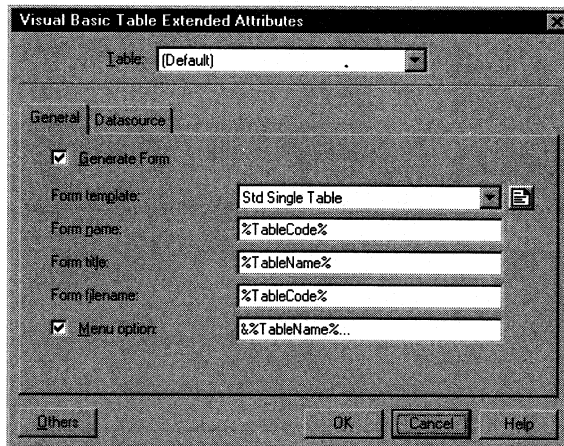 Visual Basic Table Extended Attributes
Table: (Default)
General Datasource
Generate Form
Form template: Std Single Table
Form name: %TableCode%
Form title: %TableName%
Form filename: %TableCode%
Menu option: &%TableName%...
Others OK Cancel Help